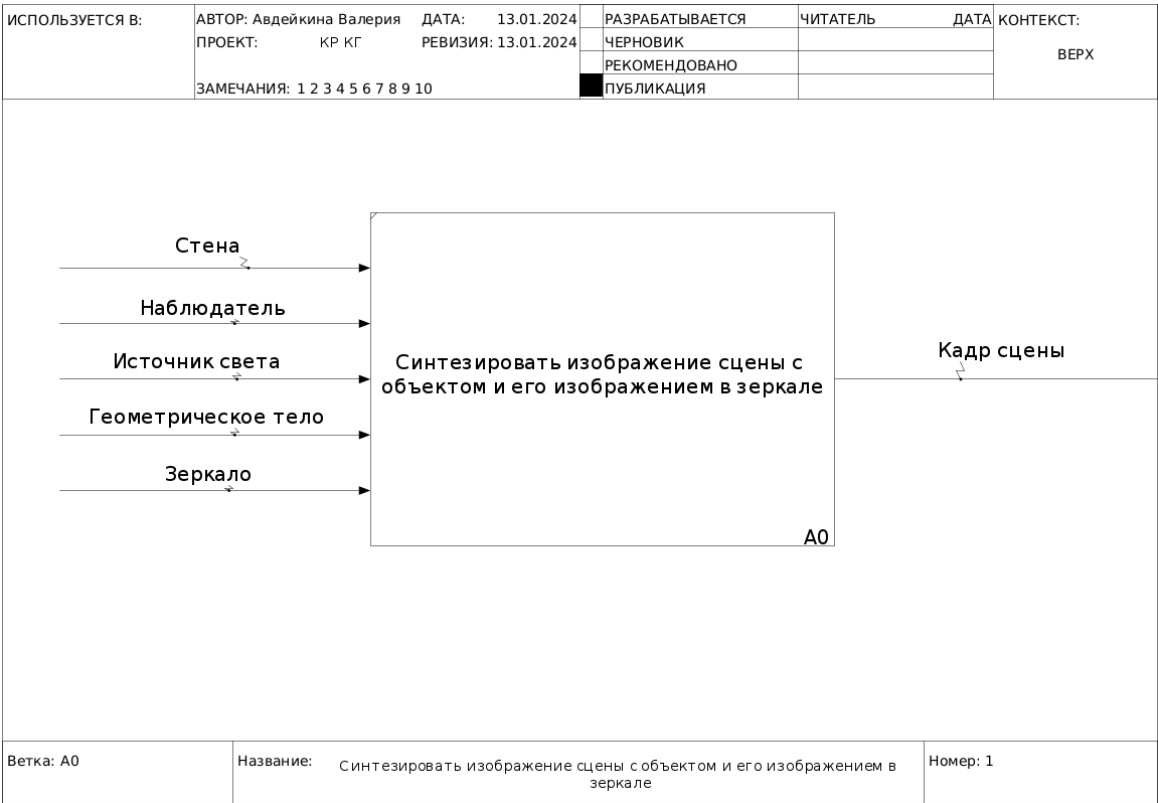 ИСПОЛЬЗУЕТСЯ В:
АВТОР: Авдейкина Валерия ДАТА: 13.01.2024
ПРОЕКТ: КР КГ РЕВИЗИЯ: 13.01.2024
ЗАМЕЧАНИЯ: 1 2 3 4 5 6 7 8 9 10
РАЗРАБАТЫВАЕТСЯ
ЧЕРНОВИК
РЕКОМЕНДОВАНО
ПУБЛИКАЦИЯ
ЧИТАТЕЛЬ ДАТА
КОНТЕКСТ:
ВЕРХ
Стена
Наблюдатель
Источник света
Геометрическое тело
Зеркало
Синтезировать изображение сцены с
объектом и его изображением в зеркале
A0
Кадр сцены
Ветка: A0
Название: Синтезировать изображение сцены с объектом и его изображением в
зеркале
Номер: 1